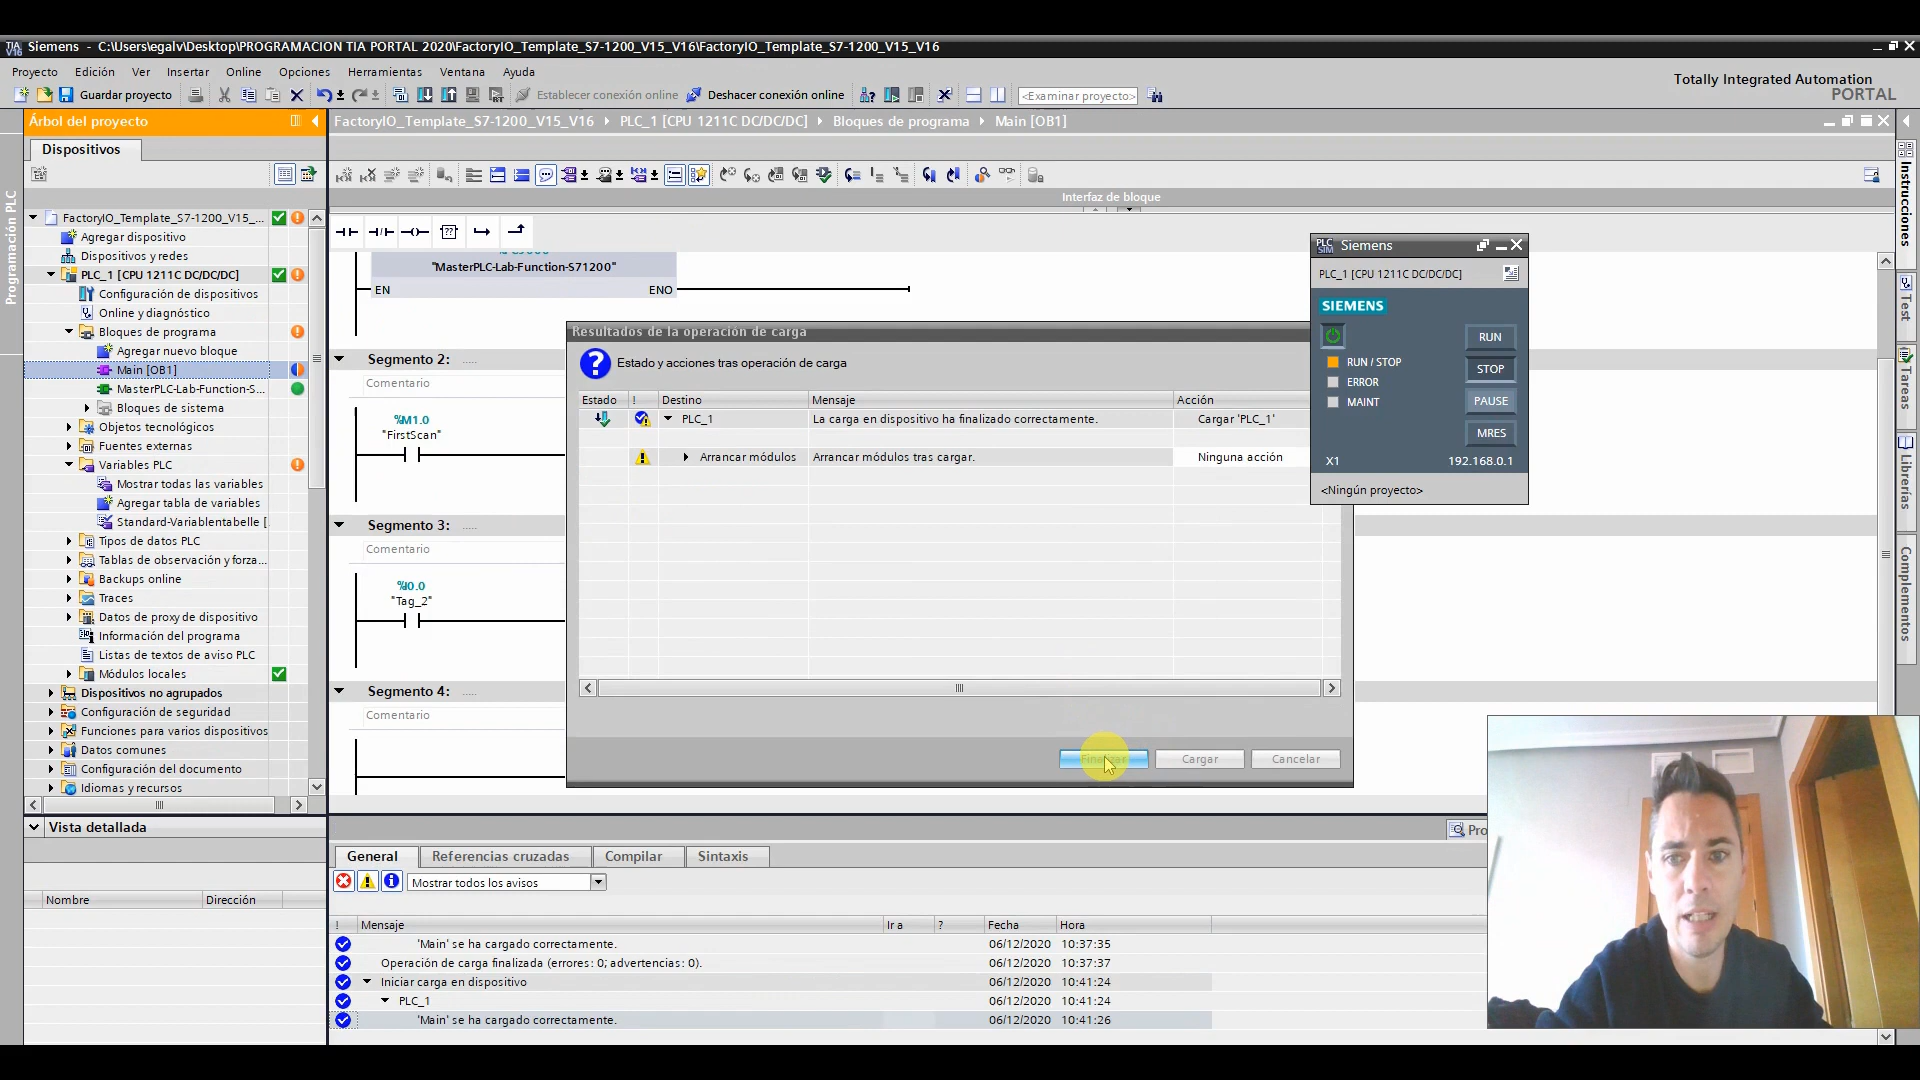 Siemens - C:\Users\egalv\Desktop\PROGRAMACION TIA PORTAL 2020\FactoryIO_Template_S7-1200_V15_V16\FactoryIO_Template_S7-1200_V15_V16
Proyecto Edición Ver Insertar Online Opciones Herramientas Ventana Ayuda
Totally Integrated Automation
PORTAL
Guardar proyecto Establecer conexión online Deshacer conexión online <Examinar proyecto>
Árbol del proyecto
FactoryIO_Template_S7-1200_V15_V16 PLC_1 [CPU 1211C DC/DC/DC] Bloques de programa Main [OB1]
Dispositivos
Programación PLC
Interfaz de bloque
FactoryIO_Template_S7-1200_V15_...
Agregar dispositivo
Dispositivos y redes
PLC_1 [CPU 1211C DC/DC/DC]
Configuración de dispositivos
Online y diagnóstico
Bloques de programa
Agregar nuevo bloque
Main [OB1]
MasterPLC-Lab-Function-S...
Bloques de sistema
Objetos tecnológicos
Fuentes externas
Variables PLC
Mostrar todas las variables
Agregar tabla de variables
Standard-Variablentabelle [
Tipos de datos PLC
Tablas de observación y forza...
Backups online
Traces
Datos de proxy de dispositivo
Información del programa
Listas de textos de aviso PLC
Módulos locales
Dispositivos no agrupados
Configuración de seguridad
Funciones para varios dispositivos
Datos comunes
Configuración del documento
Idiomas y recursos
Vista detallada
Nombre Dirección
"MasterPLC-Lab-Function-S71200"
EN ENO
Segmento 2: .....
Comentario
%M1.0
"FirstScan"
Segmento 3: .....
Comentario
%I0.0
"Tag_2"
Segmento 4: .....
Comentario
Resultados de la operación de carga
Estado y acciones tras operación de carga
Estado ! Destino Mensaje Acción
PLC_1 La carga en dispositivo ha finalizado correctamente. Cargar 'PLC_1'
Arrancar módulos Arrancar módulos tras cargar. Ninguna acción
Finalizar Cargar Cancelar
PLC SIM Siemens
PLC_1 [CPU 1211C DC/DC/DC]
SIEMENS
RUN
RUN / STOP
STOP
ERROR
PAUSE
MAINT
MRES
X1 192.168.0.1
<Ningún proyecto>
Instrucciones
Test
Tareas
Librerías
Complementos
Pro
General Referencias cruzadas Compilar Sintaxis
Mostrar todos los avisos
! Mensaje Ir a ? Fecha Hora
'Main' se ha cargado correctamente. 06/12/2020 10:37:35
Operación de carga finalizada (errores: 0; advertencias: 0). 06/12/2020 10:37:37
Iniciar carga en dispositivo 06/12/2020 10:41:24
PLC_1 06/12/2020 10:41:24
'Main' se ha cargado correctamente. 06/12/2020 10:41:26